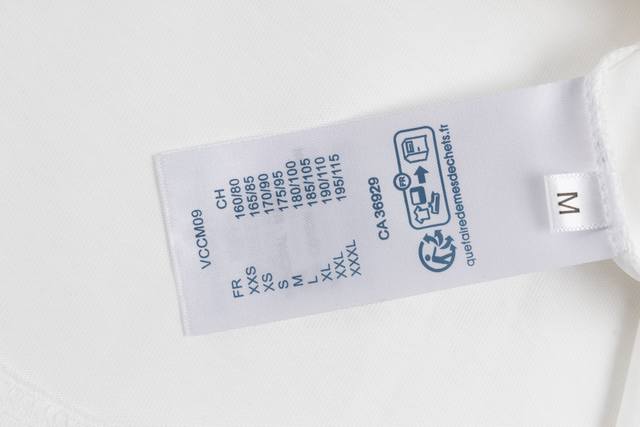 VCCM09
FR CH
XXS 160/80
XS 165/85
S 170/90
M 175/95
L 180/100
XL 185/105
XXL 190/110
XXXL 195/115
CA 36929
FR
quefairedemesdechets.fr
M